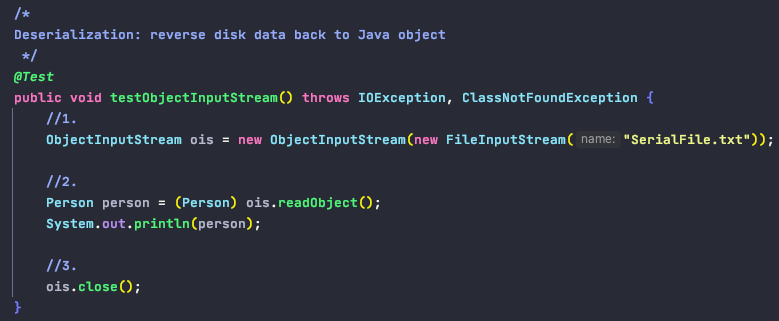 /*
Deserialization: reverse disk data back to Java object
*/
@Test
public void testObjectInputStream() throws IOException, ClassNotFoundException {
//1.
ObjectInputStream ois = new ObjectInputStream(new FileInputStream( name: "SerialFile.txt"));
//2.
Person person = (Person) ois.readObject();
System.out.println(person);
//3.
ois.close();
}